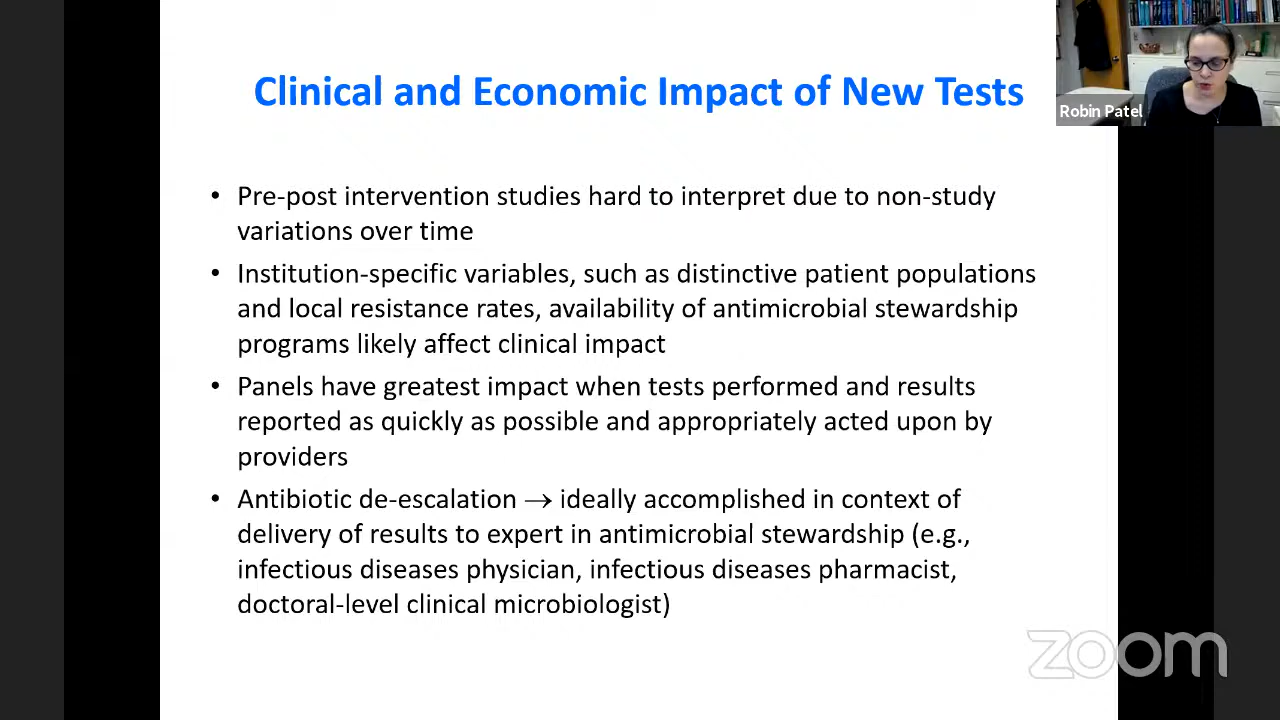 Clinical and Economic Impact of New Tests
Robin Patel
• Pre-post intervention studies hard to interpret due to non-study
variations over time
• Institution-specific variables, such as distinctive patient populations
and local resistance rates, availability of antimicrobial stewardship
programs likely affect clinical impact
• Panels have greatest impact when tests performed and results
reported as quickly as possible and appropriately acted upon by
providers
• Antibiotic de-escalation → ideally accomplished in context of
delivery of results to expert in antimicrobial stewardship (e.g.,
infectious diseases physician, infectious diseases pharmacist,
doctoral-level clinical microbiologist)
zoom